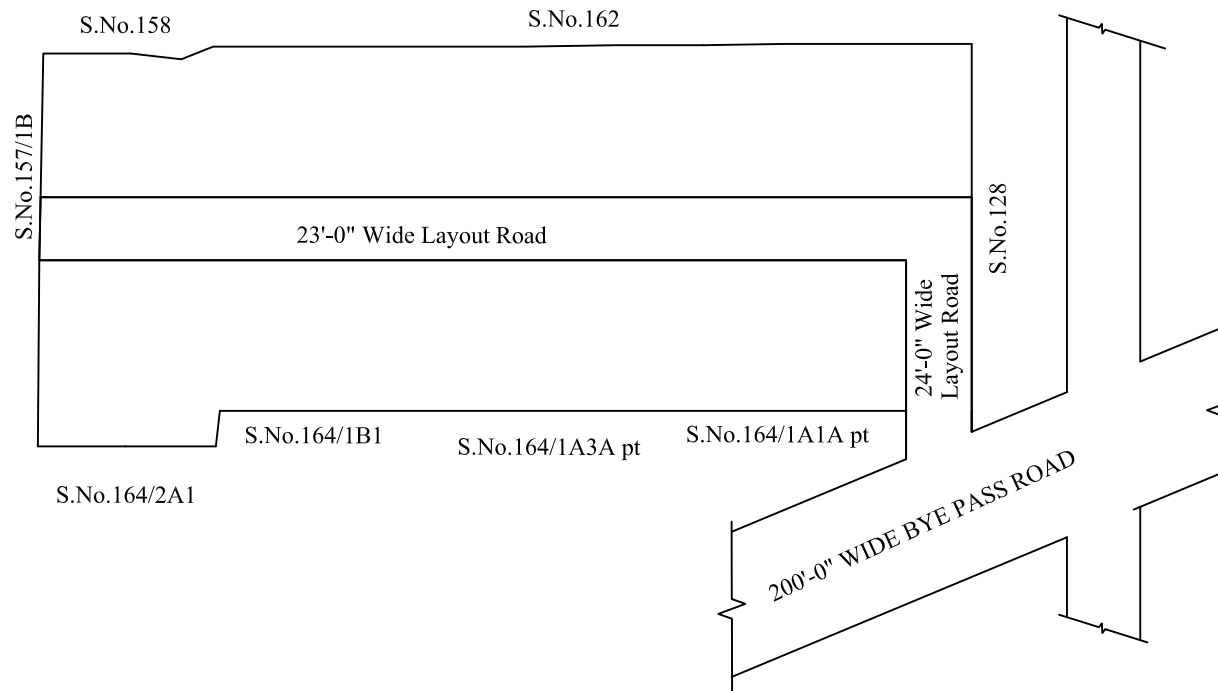 S.No.158
S.No.162
S.No.157/1B
S.No.128
23'-0" Wide Layout Road
24'-0" Wide
Layout Road
S.No.164/1B1
S.No.164/1A3A pt
S.No.164/1A1A pt
S.No.164/2A1
200'-0" WIDE BYE PASS ROAD